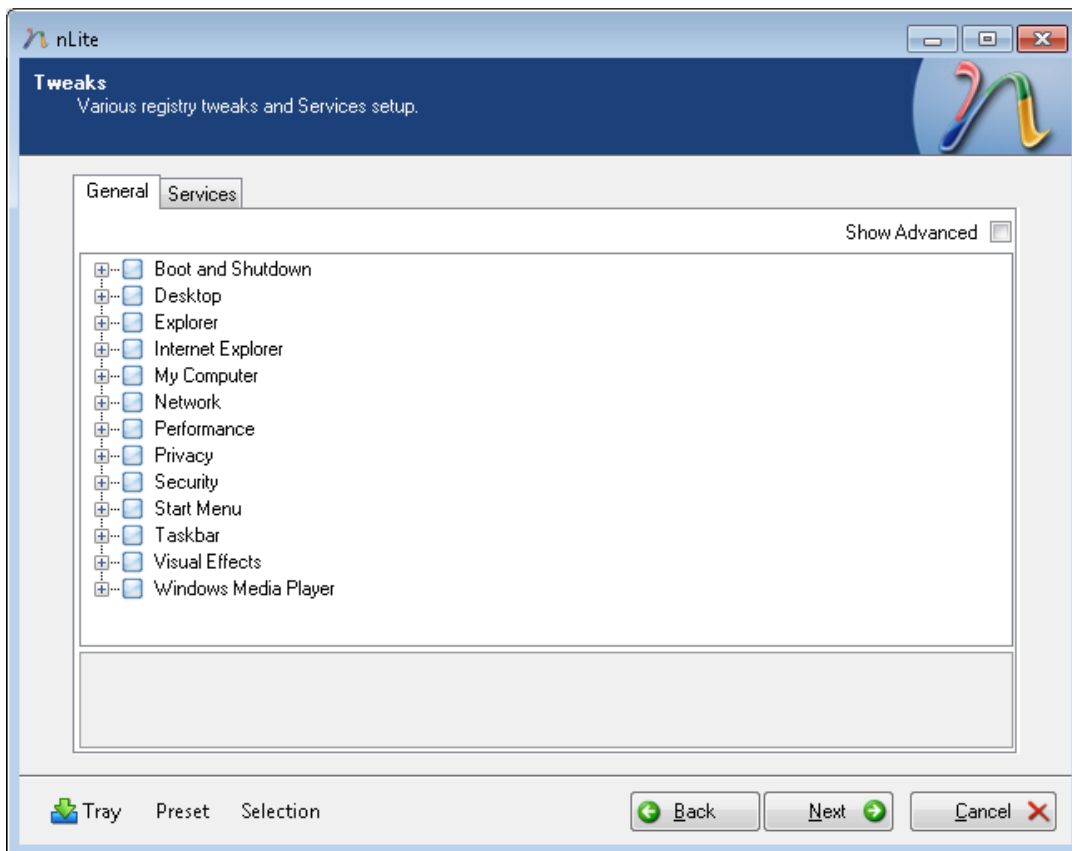 nLite
Tweaks
Various registry tweaks and Services setup.
General Services
Show Advanced
Boot and Shutdown
Desktop
Explorer
Internet Explorer
My Computer
Network
Performance
Privacy
Security
Start Menu
Taskbar
Visual Effects
Windows Media Player
Tray Preset Selection Back Next Cancel